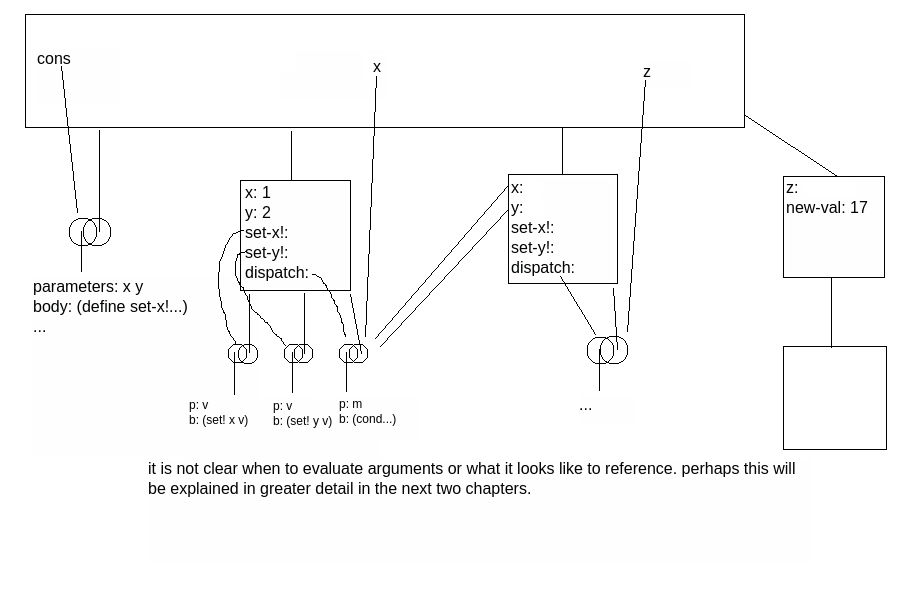 cons
x
z
x: 1
y: 2
set-x!:
set-y!:
dispatch:
x:
y:
set-x!:
set-y!:
dispatch:
z:
new-val: 17
parameters: x y
body: (define set-x!...)
...
p: v
b: (set! x v)
p: v
b: (set! y v)
p: m
b: (cond...)
...
it is not clear when to evaluate arguments or what it looks like to reference. perhaps this will
be explained in greater detail in the next two chapters.